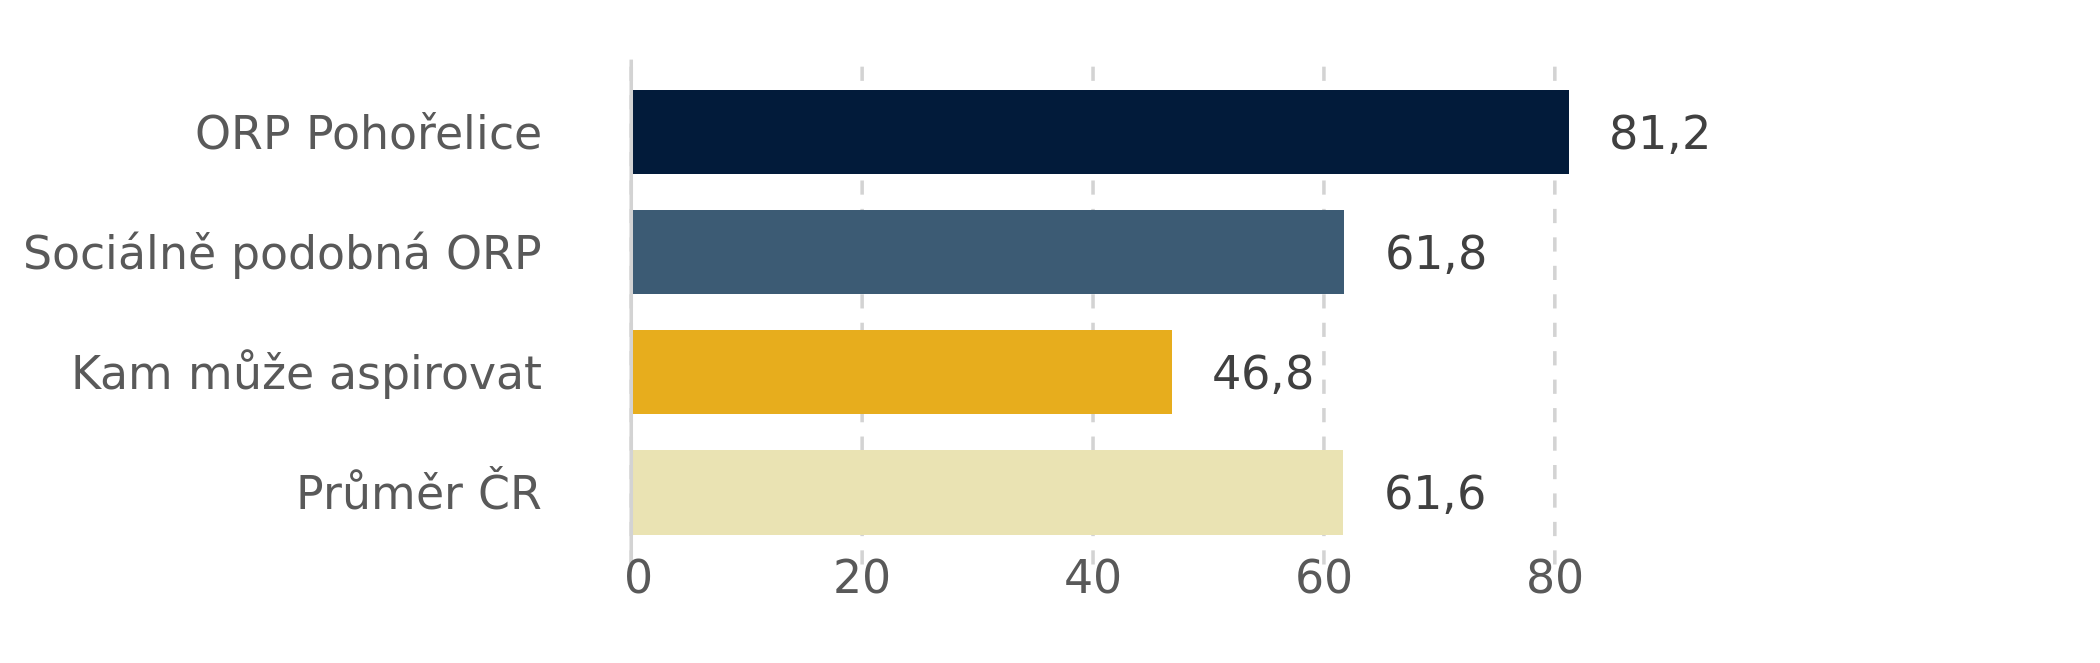 ORP Pohořelice 81,2
Sociálně podobná ORP 61,8
Kam může aspirovat 46,8
Průměr ČR 61,6
0 20 40 60 80